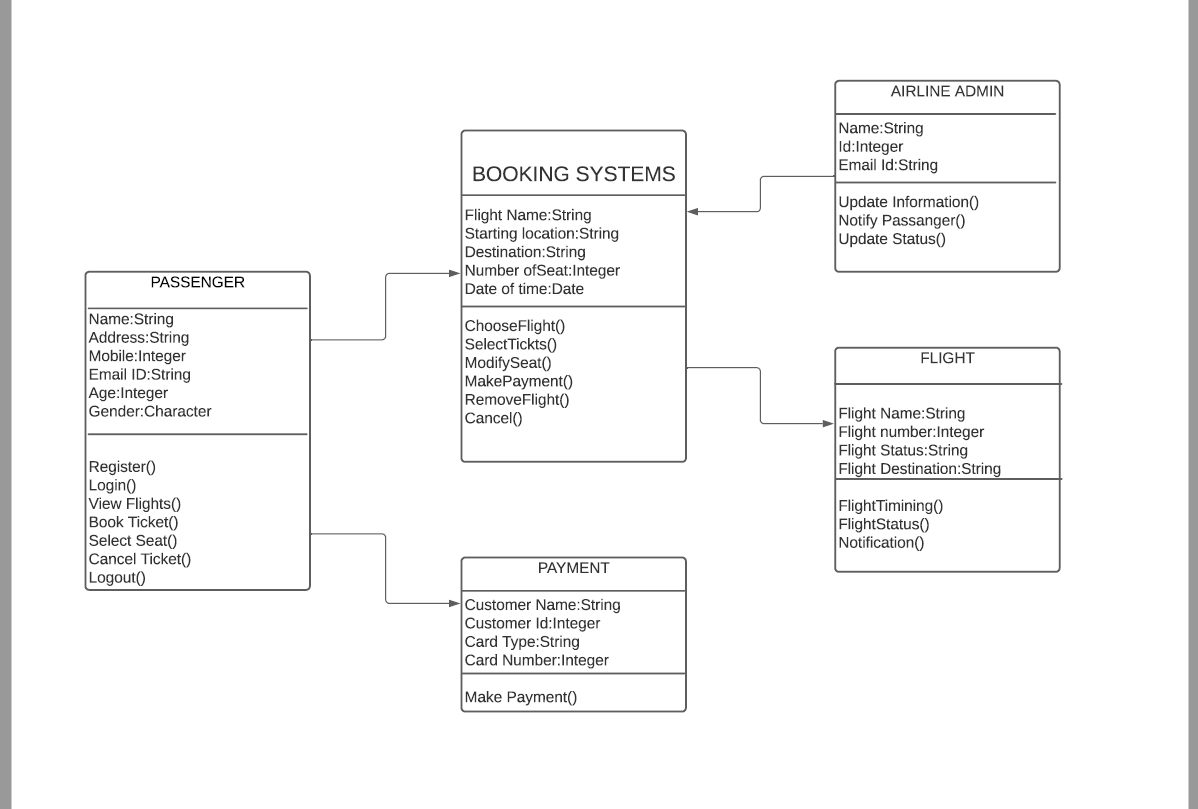 PASSENGER
Name:String
Address:String
Mobile:Integer
Email ID:String
Age:Integer
Gender:Character
Register()
Login()
View Flights()
Book Ticket()
Select Seat()
Cancel Ticket()
Logout()
BOOKING SYSTEMS
Flight Name:String
Starting location:String
Destination:String
Number ofSeat:Integer
Date of time:Date
ChooseFlight()
SelectTickts()
ModifySeat()
MakePayment()
RemoveFlight()
Cancel()
PAYMENT
Customer Name:String
Customer Id:Integer
Card Type:String
Card Number:Integer
Make Payment()
AIRLINE ADMIN
Name:String
Id:Integer
Email Id:String
Update Information()
Notify Passanger()
Update Status()
FLIGHT
Flight Name:String
Flight number:Integer
Flight Status:String
Flight Destination:String
FlightTimining()
FlightStatus()
Notification()